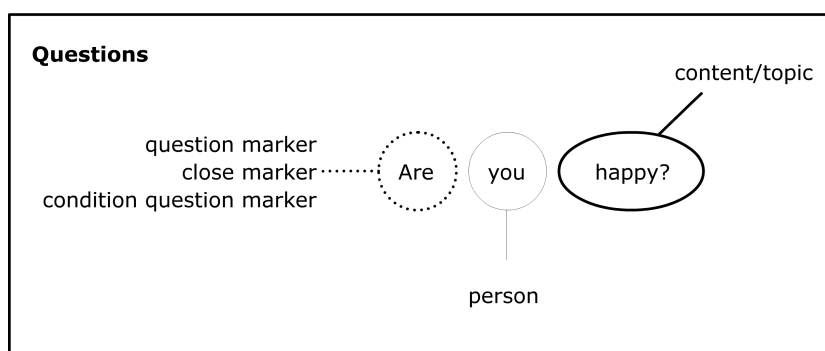 Questions
content/topic
question marker
close marker
condition question marker
Are you happy?
person